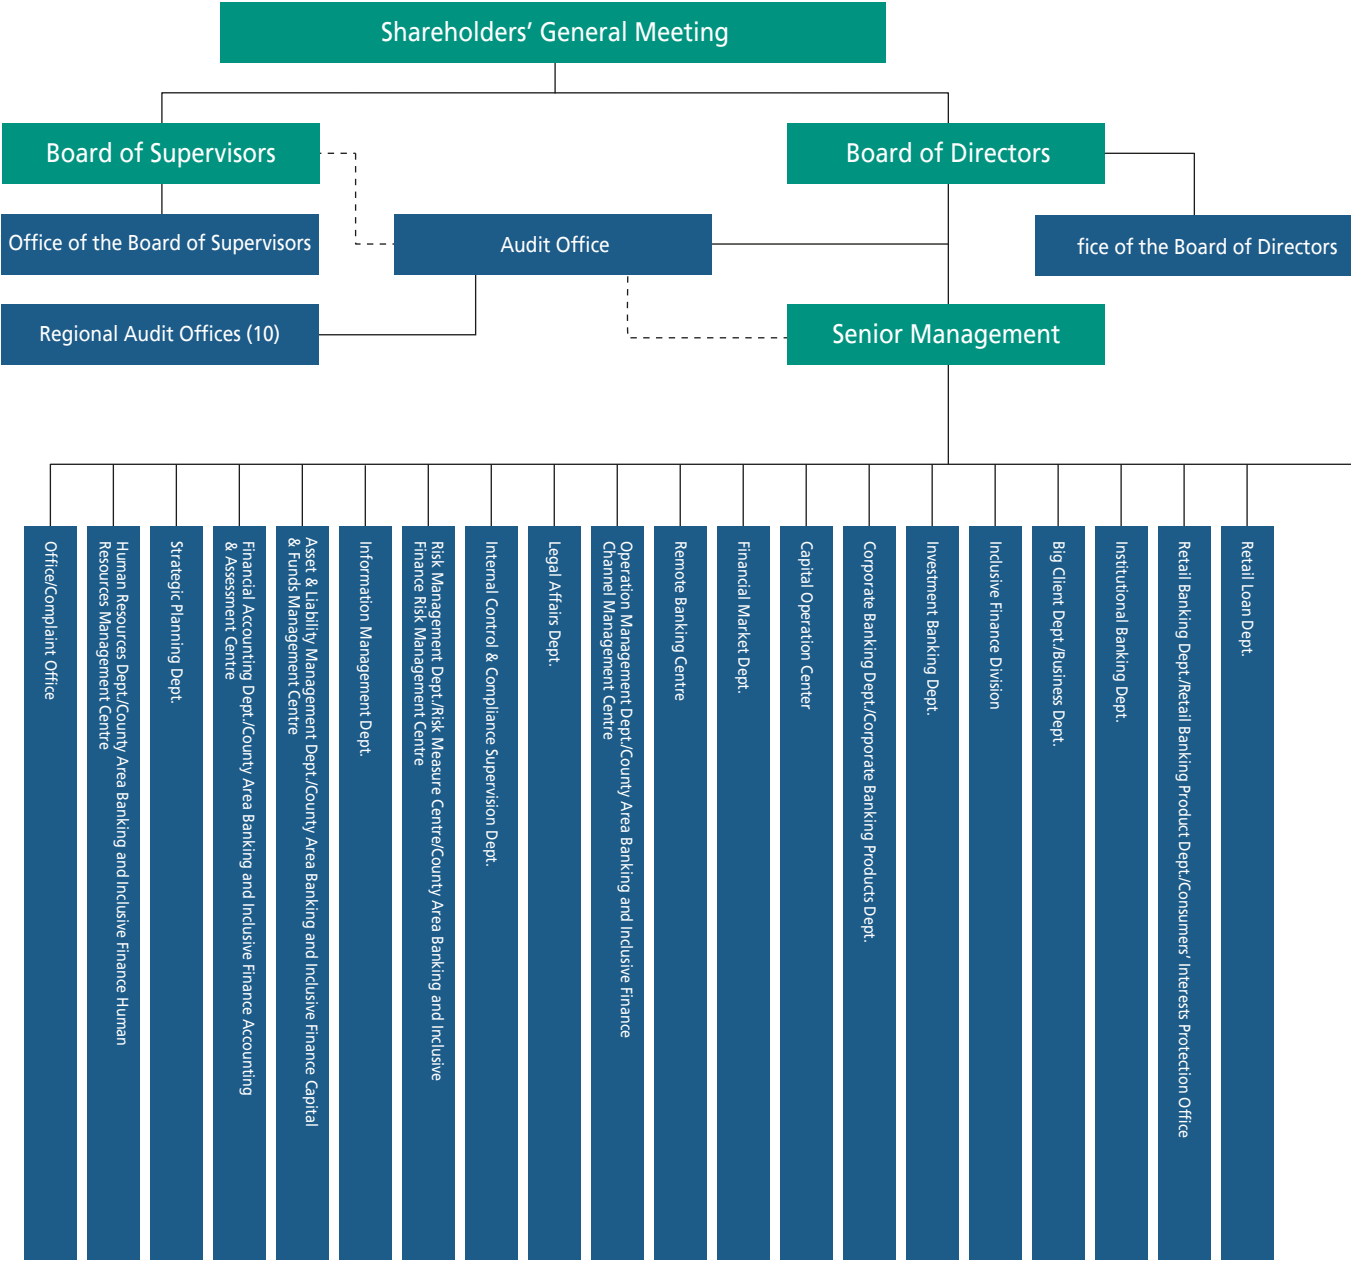 Shareholders’ General Meeting
Board of Supervisors
Board of Directors
Office of the Board of Supervisors
Audit Office
fice of the Board of Directors
Regional Audit Offices (10)
Senior Management
Office/Complaint Office
Human Resources Dept./County Area Banking and Inclusive Finance Human
Resources Management Centre
Strategic Planning Dept.
Financial Accounting Dept./County Area Banking and Inclusive Finance Accounting
& Assessment Centre
Asset & Liability Management Dept./County Area Banking and Inclusive Finance Capital
& Funds Management Centre
Information Management Dept.
Risk Management Dept./Risk Measure Centre/County Area Banking and Inclusive
Finance Risk Management Centre
Internal Control & Compliance Supervision Dept.
Legal Affairs Dept.
Operation Management Dept./County Area Banking and Inclusive Finance
Channel Management Centre
Remote Banking Centre
Financial Market Dept.
Capital Operation Center
Corporate Banking Dept./Corporate Banking Products Dept.
Investment Banking Dept.
Inclusive Finance Division
Big Client Dept./Business Dept.
Institutional Banking Dept.
Retail Banking Dept./Retail Banking Product Dept./Consumers’ Interests Protection Office
Retail Loan Dept.